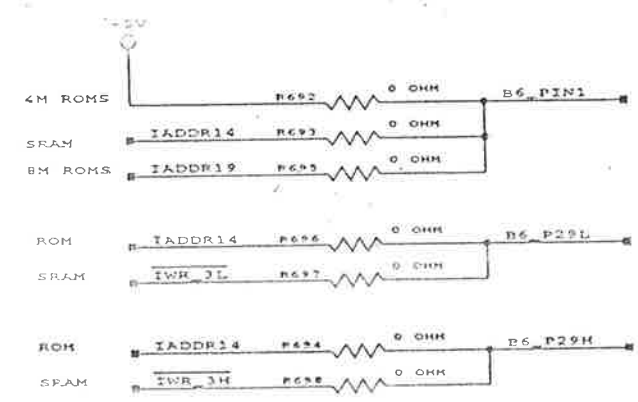 +5V
4M ROMS R692 0 OHM B6_PIN1
SRAM IADDR14 R693 0 OHM
8M ROMS IADDR19 R695 0 OHM
ROM IADDR14 R696 0 OHM B6_P29L
SRAM IWR_3L R697 0 OHM
ROM IADDR14 R694 0 OHM B6_P29H
SRAM IWR_3H R698 0 OHM